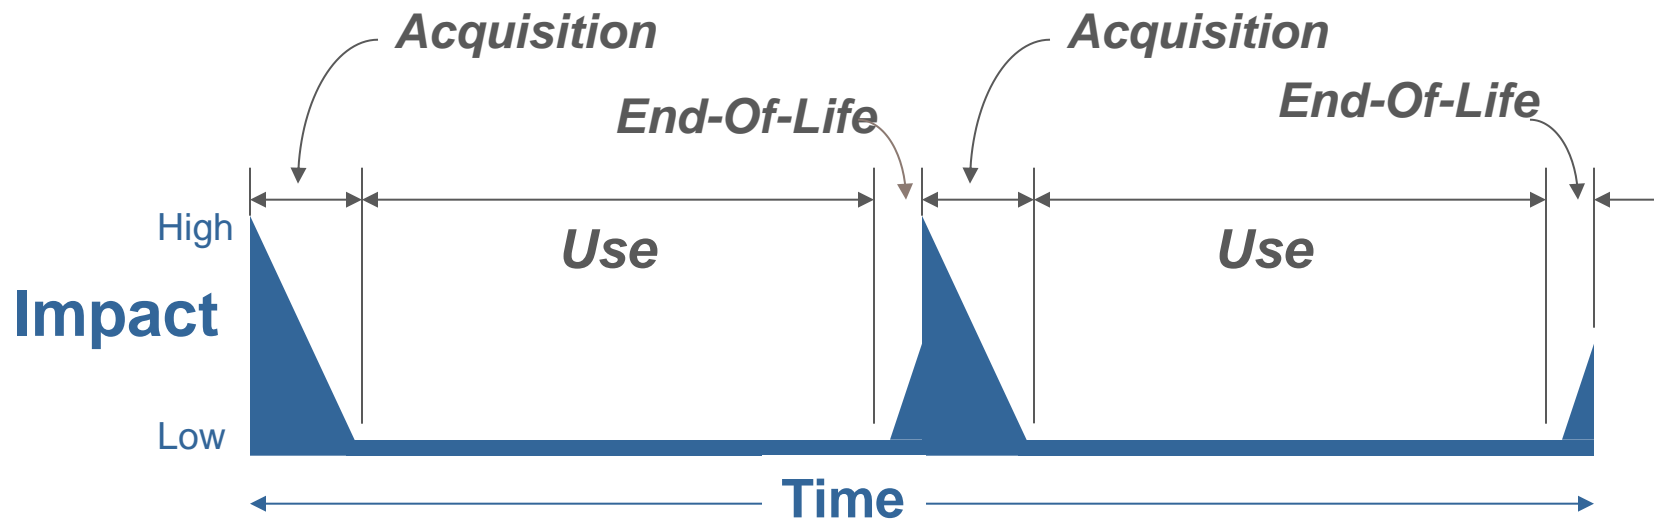 Acquisition
Acquisition
End-Of-Life
End-Of-Life
High
Use
Use
Impact
Low
Time